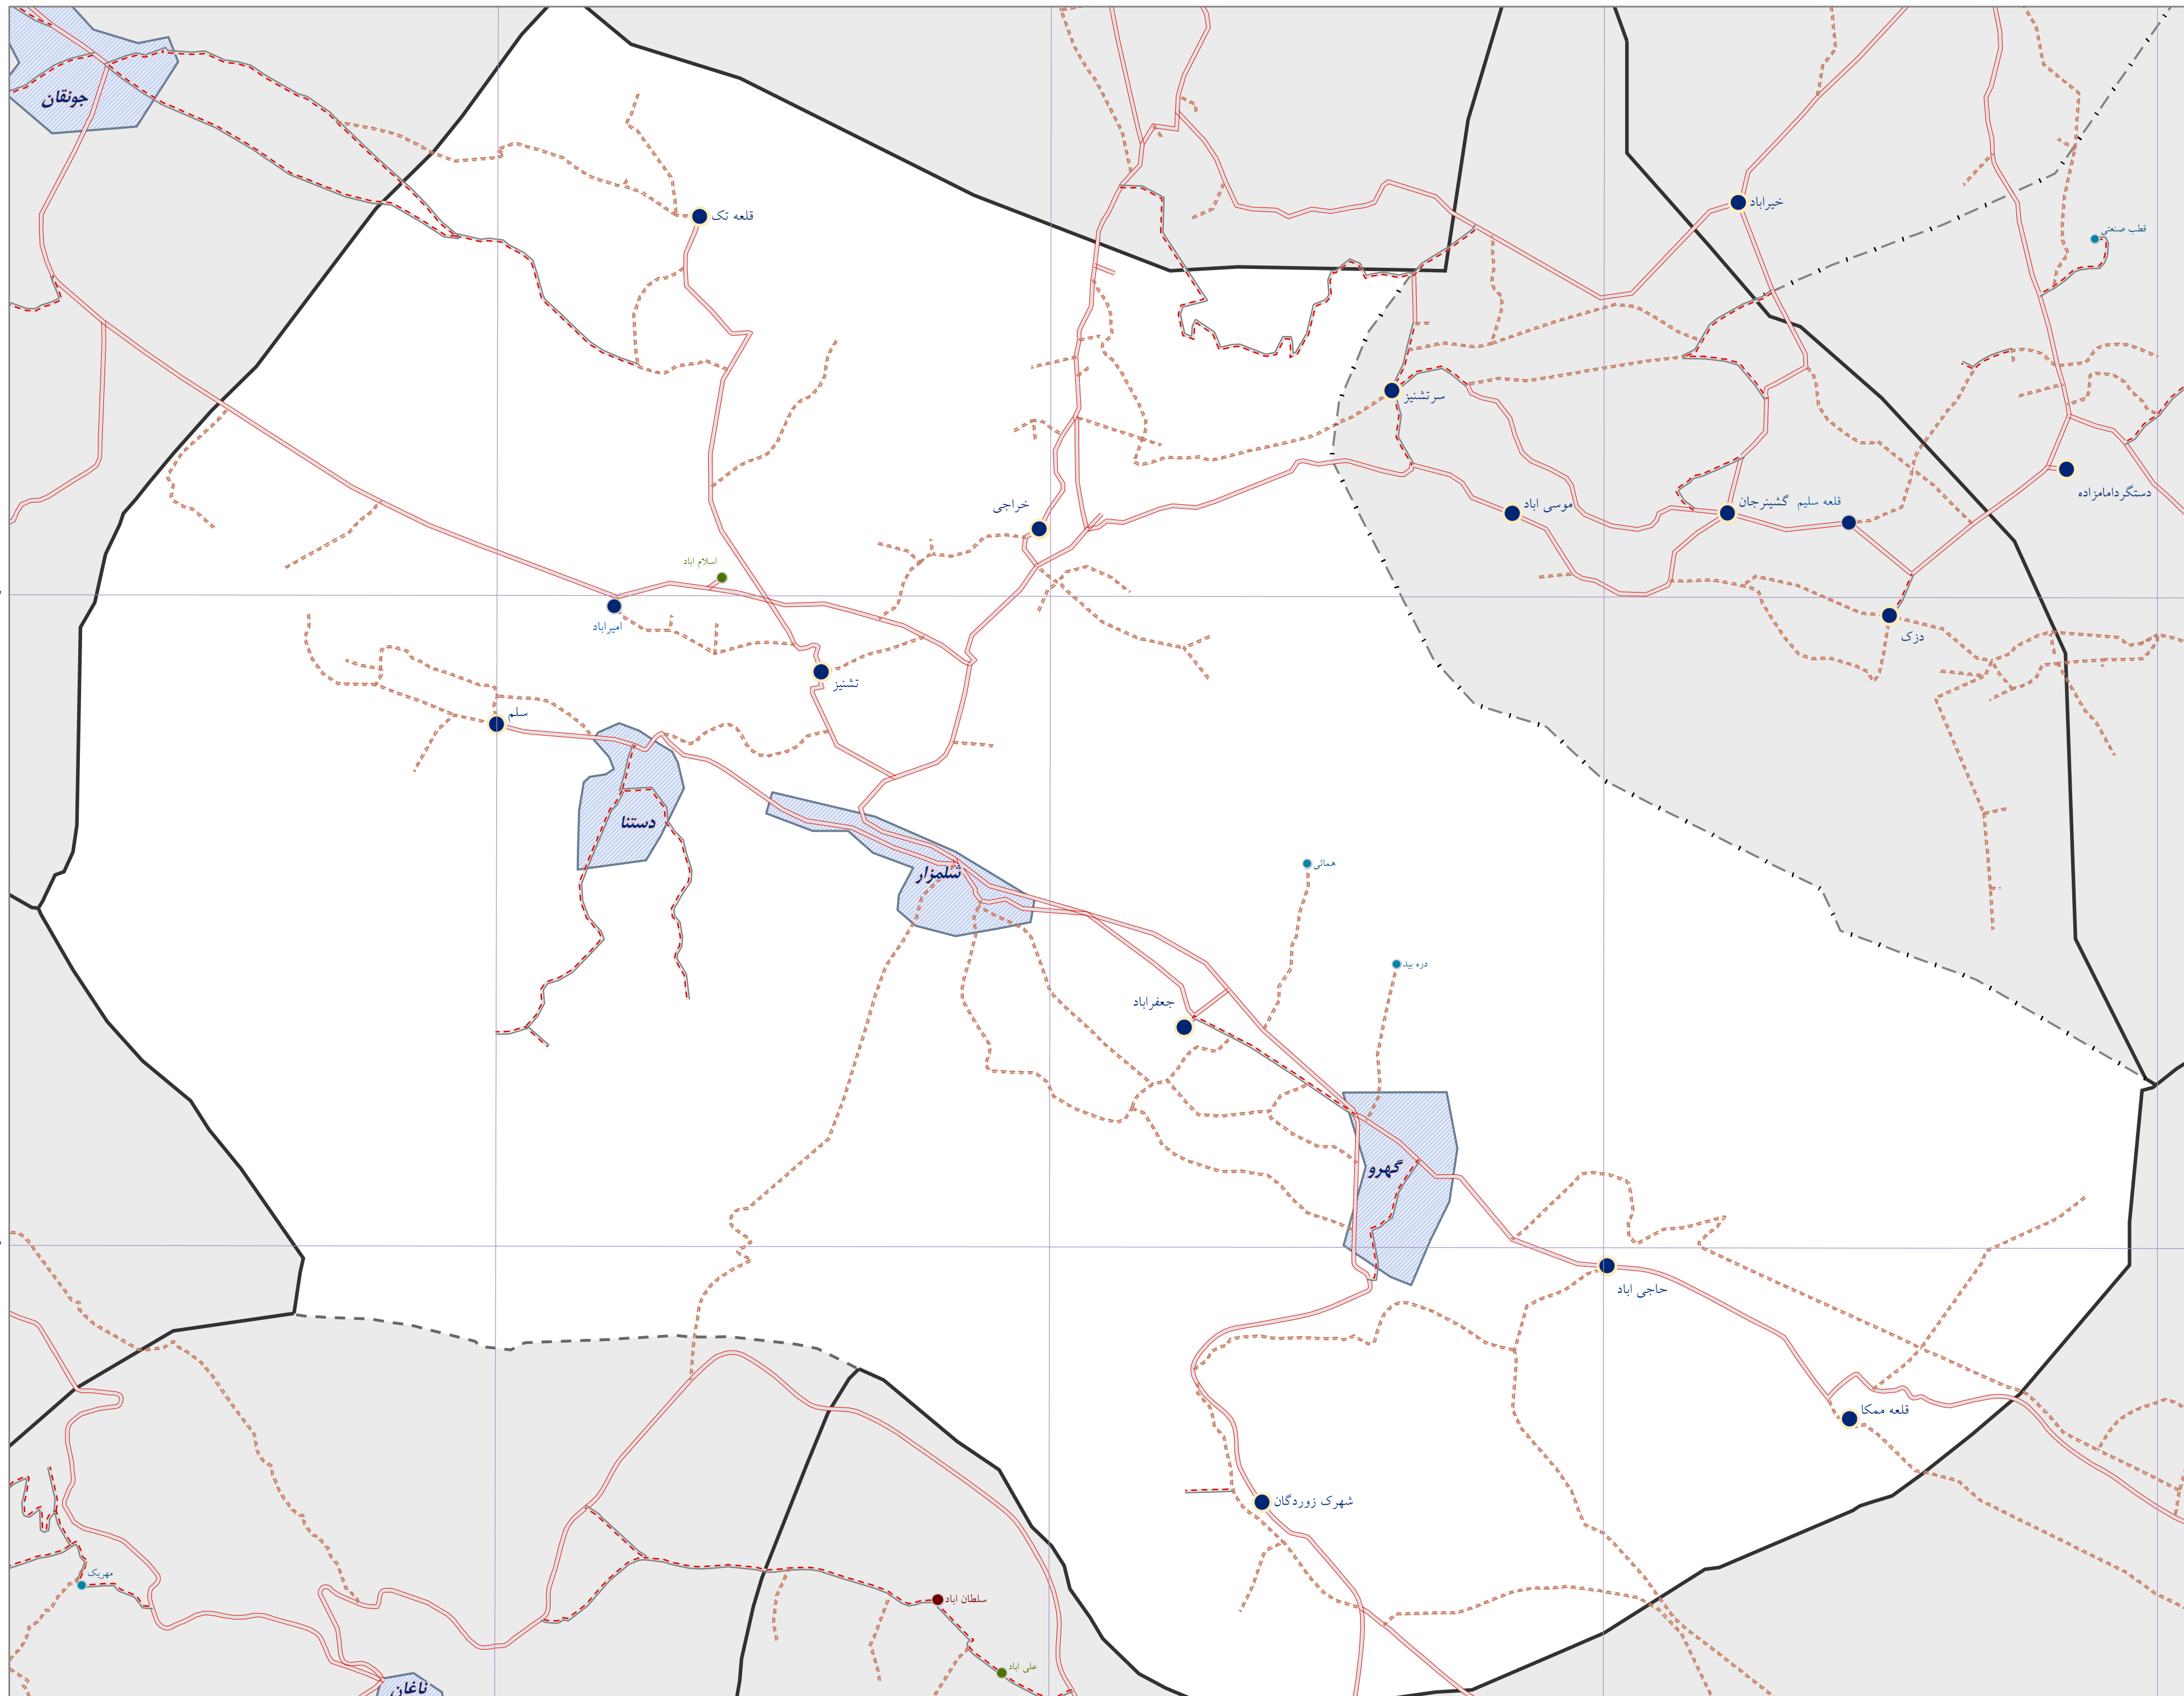 جونقان
قلعه تک
خیراباد
قطب صنعتی
سرتشنیز
دستگردامامزاده
موسی اباد
گشینرجان
قلعه سلیم
خراجی
اسلام اباد
امیراباد
دزک
تشنیز
سلم
دستنا
شلمزار
همائی
دره بید
جعفراباد
گهرو
حاجی اباد
قلعه ممکا
شهرک زوردگان
مهریک
سلطان اباد
علی اباد
ناغان